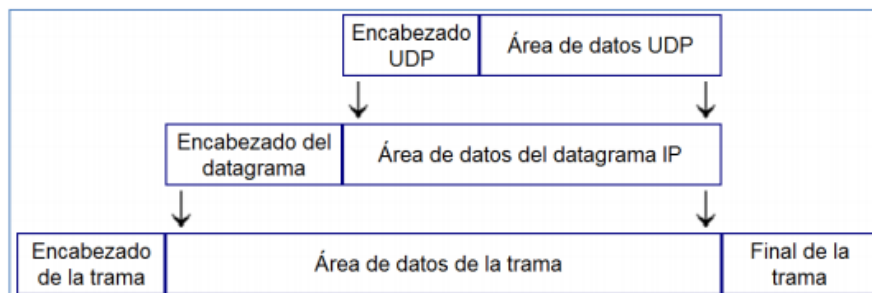 Encabezado
UDP
Área de datos UDP
Encabezado del
datagrama
Área de datos del datagrama IP
Encabezado
de la trama
Área de datos de la trama
Final de la
trama